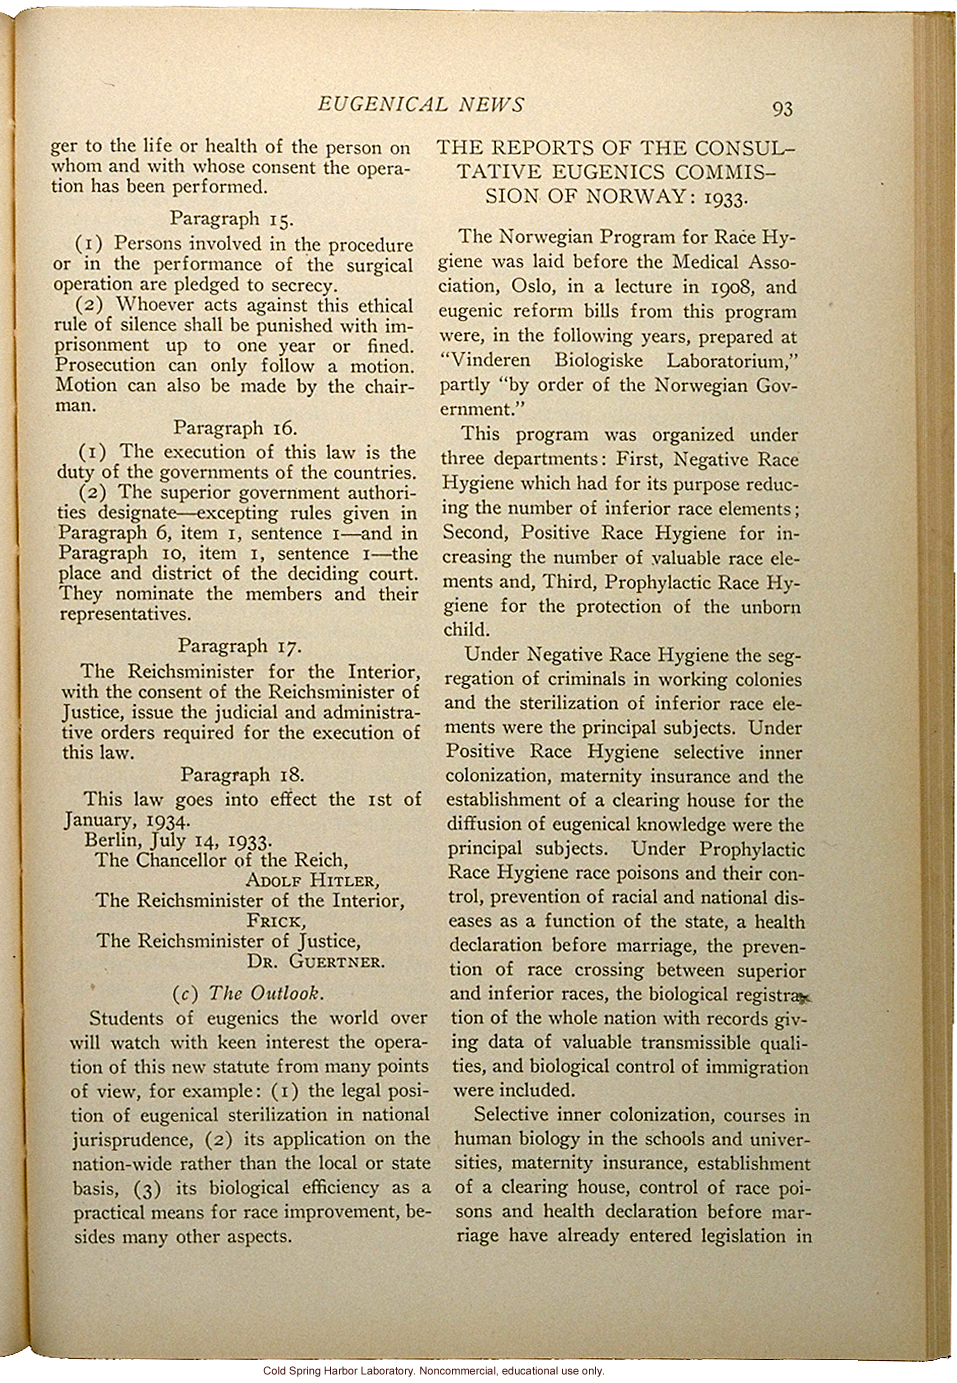 EUGENICAL NEWS
93
ger to the life or health of the person on
whom and with whose consent the opera-
tion has been performed.
Paragraph 15.
(1) Persons involved in the procedure
or in the performance of the surgical
operation are pledged to secrecy.
(2) Whoever acts against this ethical
rule of silence shall be punished with im-
prisonment up to one year or fined.
Prosecution can only follow a motion.
Motion can also be made by the chair-
man.
Paragraph 16.
(1) The execution of this law is the
duty of the governments of the countries.
(2) The superior government authori-
ties designate—excepting rules given in
Paragraph 6, item 1, sentence 1—and in
Paragraph 10, item 1, sentence 1—the
place and district of the deciding court.
They nominate the members and their
representatives.
Paragraph 17.
The Reichsminister for the Interior,
with the consent of the Reichsminister of
Justice, issue the judicial and administra-
tive orders required for the execution of
this law.
Paragraph 18.
This law goes into effect the 1st of
January, 1934.
Berlin, July 14, 1933.
The Chancellor of the Reich,
ADOLF HITLER,
The Reichsminister of the Interior,
FRICK,
The Reichsminister of Justice,
DR. GUERTNER.
(c) The Outlook.
Students of eugenics the world over
will watch with keen interest the opera-
tion of this new statute from many points
of view, for example: (1) the legal posi-
tion of eugenical sterilization in national
jurisprudence, (2) its application on the
nation-wide rather than the local or state
basis, (3) its biological efficiency as a
practical means for race improvement, be-
sides many other aspects.
THE REPORTS OF THE CONSUL-
TATIVE EUGENICS COMMIS-
SION OF NORWAY: 1933.
The Norwegian Program for Race Hy-
giene was laid before the Medical Asso-
ciation, Oslo, in a lecture in 1908, and
eugenic reform bills from this program
were, in the following years, prepared at
“Vinderen Biologiske Laboratorium,”
partly “by order of the Norwegian Gov-
ernment.”
This program was organized under
three departments: First, Negative Race
Hygiene which had for its purpose reduc-
ing the number of inferior race elements;
Second, Positive Race Hygiene for in-
creasing the number of valuable race ele-
ments and, Third, Prophylactic Race Hy-
giene for the protection of the unborn
child.
Under Negative Race Hygiene the seg-
regation of criminals in working colonies
and the sterilization of inferior race ele-
ments were the principal subjects. Under
Positive Race Hygiene selective inner
colonization, maternity insurance and the
establishment of a clearing house for the
diffusion of eugenical knowledge were the
principal subjects. Under Prophylactic
Race Hygiene race poisons and their con-
trol, prevention of racial and national dis-
eases as a function of the state, a health
declaration before marriage, the preven-
tion of race crossing between superior
and inferior races, the biological registra-
tion of the whole nation with records giv-
ing data of valuable transmissible quali-
ties, and biological control of immigration
were included.
Selective inner colonization, courses in
human biology in the schools and univer-
sities, maternity insurance, establishment
of a clearing house, control of race poi-
sons and health declaration before mar-
riage have already entered legislation in
Cold Spring Harbor Laboratory. Noncommercial, educational use only.